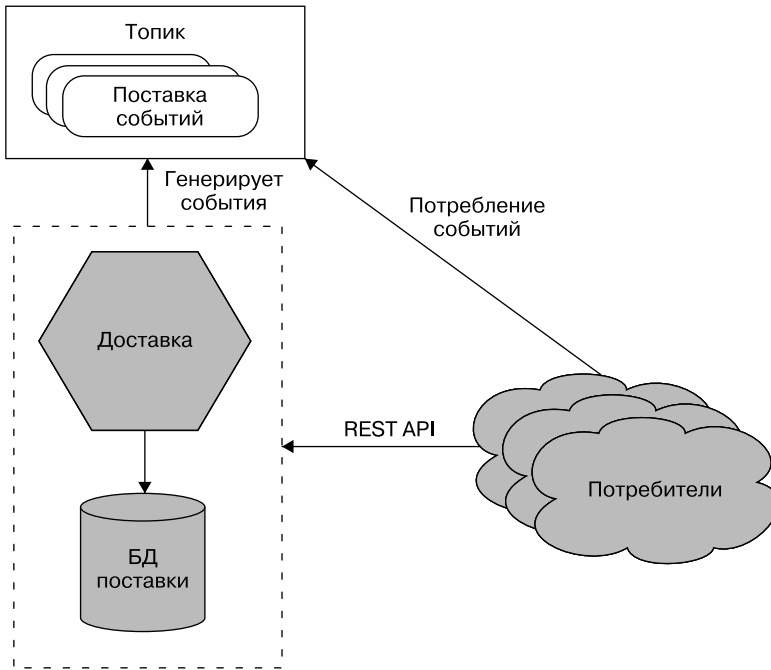 Топик
Поставка
событий
Генерирует
события
Потребление
событий
Доставка
REST API
Потребители
БД
поставки